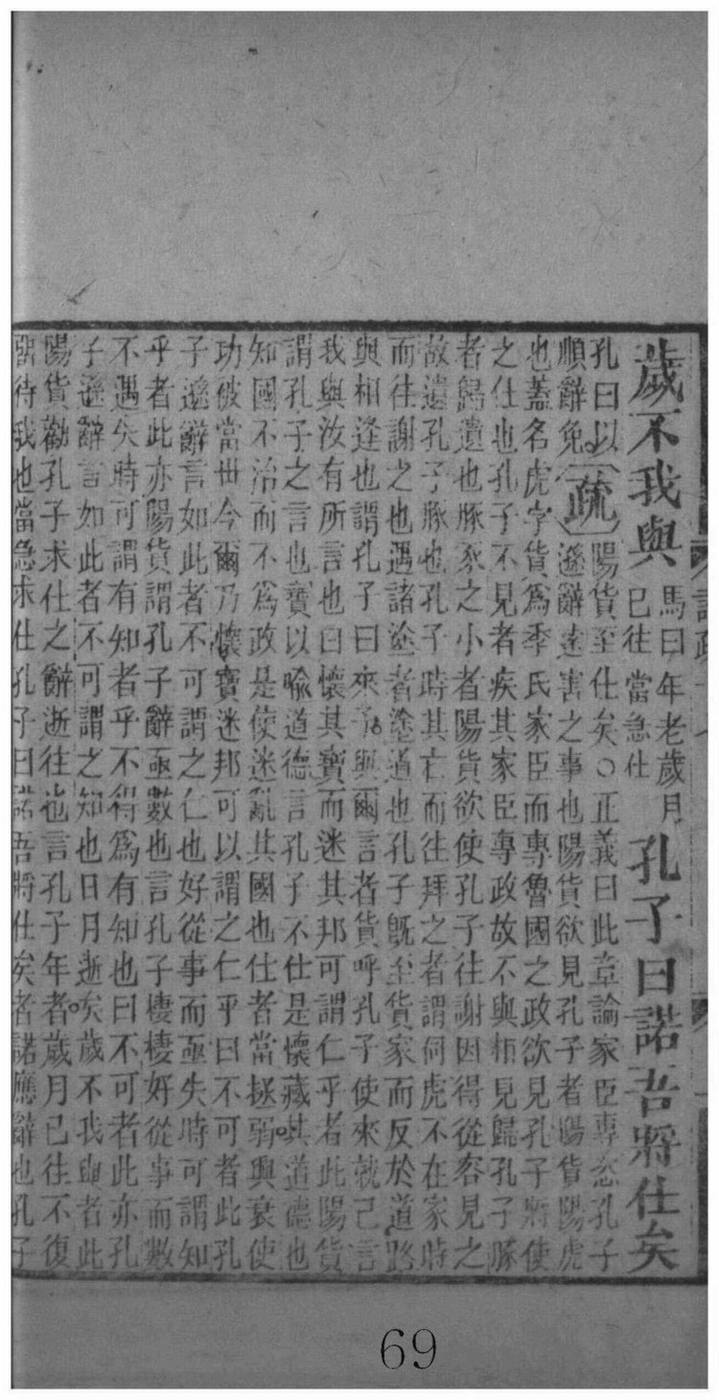 歲不我與馬曰年老歲月已往當急仕孔子曰諾吾將仕矣
孔曰以順辭免疏陽貨至仕矣○正義曰此章論家臣專恣孔子
遜辭遠害之事也陽貨欲見孔子者陽貨陽虎
也蓋名虎字貨爲季氏家臣而專魯國之政欲見孔子將使
之仕也孔子不見者疾其家臣專政故不與相見歸孔子豚
者歸遺也豚豕之小者陽貨欲使孔子往謝因得從容見之
故遺孔子豚也孔子時其亡而往拜之者謂伺虎不在家時
而往謝之也遇諸塗者塗道也孔子既至貨家而反於道路
與相逢也謂孔子曰來予與爾言者貨呼孔子使來就己言
我與汝有所言也曰懷其寶而迷其邦可謂仁乎者此陽貨
謂孔子之言也寶以喻道德言孔子不仕是懷藏其道德也
知國不治而不爲政是使迷亂其國也仕者當拯弱興衰使
功被當世今爾乃懷寶迷邦可以謂之仁乎曰不可者此孔
子遜辭言如此者不可謂之仁也好從事而亟失時可謂知
乎者此亦陽貨謂孔子辭亟數也言孔子棲棲好從事而數
不遇失時可謂有知者乎不得爲有知也曰不可者此亦孔
子遜辭言如此者不可謂之知也日月逝矣歲不我與者此
陽貨勸孔子求仕之辭逝往也言孔子年者歲月已往不復
留待我也當急求仕孔子曰諾吾將仕矣者諾應辭也孔子
69